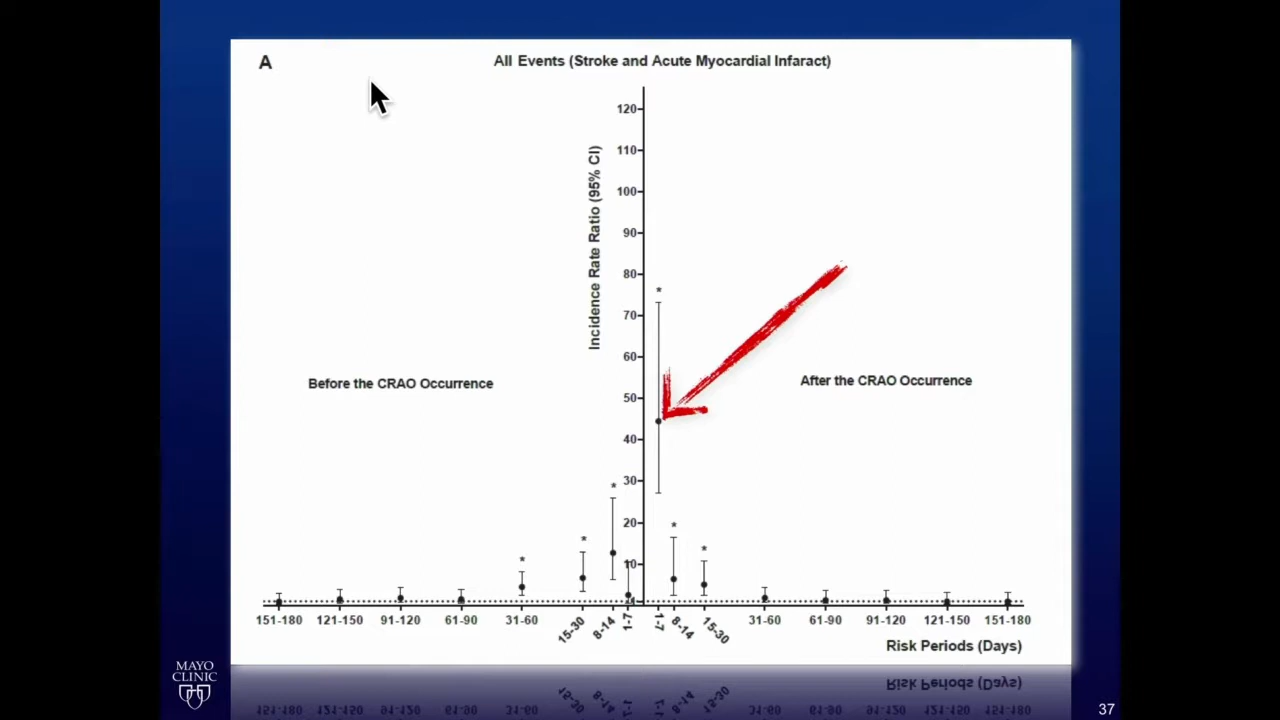 A
All Events (Stroke and Acute Myocardial Infaract)
Incidence Rate Ratio (95% CI)
120
110
100
90
80
70
60
50
40
30
20
10
1
*
*
*
*
*
*
*
Before the CRAO Occurrence
After the CRAO Occurrence
151-180 121-150 91-120 61-90 31-60 15-30 8-14 1-7 1-7 8-14 15-30 31-60 61-90 91-120 121-150 151-180
Risk Periods (Days)
MAYO
CLINIC
37